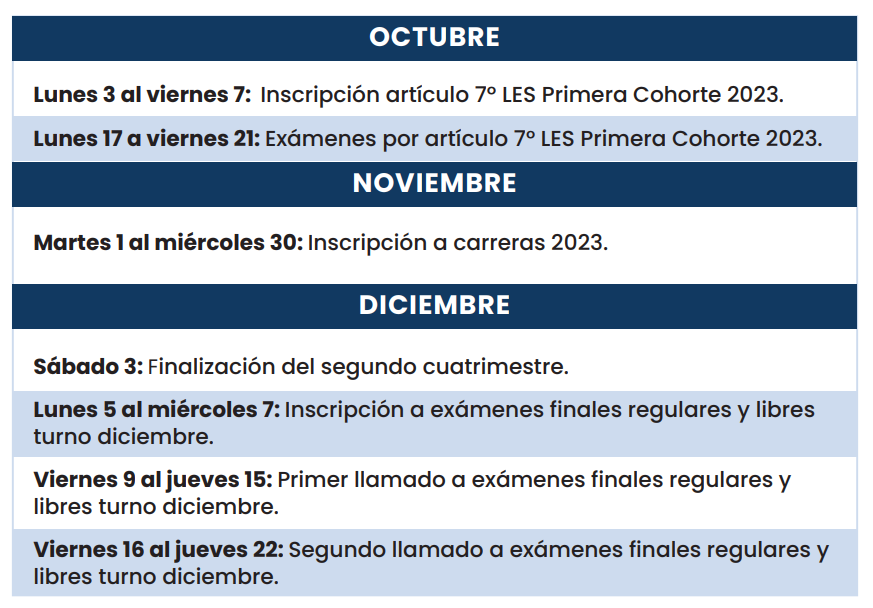 OCTUBRE
Lunes 3 al viernes 7: Inscripción artículo 7º LES Primera Cohorte 2023.
Lunes 17 a viernes 21: Exámenes por artículo 7º LES Primera Cohorte 2023.
NOVIEMBRE
Martes 1 al miércoles 30: Inscripción a carreras 2023.
DICIEMBRE
Sábado 3: Finalización del segundo cuatrimestre.
Lunes 5 al miércoles 7: Inscripción a exámenes finales regulares y libres
turno diciembre.
Viernes 9 al jueves 15: Primer llamado a exámenes finales regulares y
libres turno diciembre.
Viernes 16 al jueves 22: Segundo llamado a exámenes finales regulares y
libres turno diciembre.